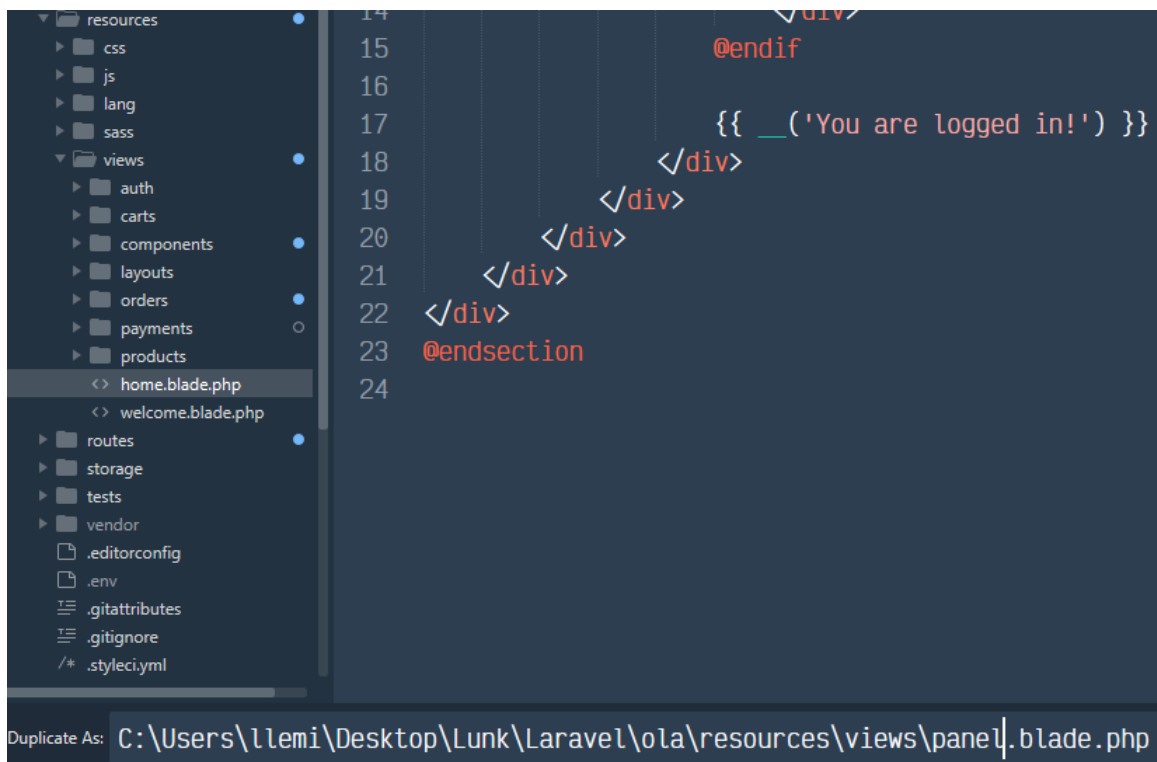 resources
css
js
lang
sass
views
auth
carts
components
layouts
orders
payments
products
<> home.blade.php
<> welcome.blade.php
routes
storage
tests
vendor
.editorconfig
.env
.gitattributes
.gitignore
/* .styleci.yml
14 </div>
15 @endif
16
17 {{ __('You are logged in!') }}
18 </div>
19 </div>
20 </div>
21 </div>
22 </div>
23 @endsection
24
Duplicate As: C:\Users\llemi\Desktop\Lunk\Laravel\ola\resources\views\panel.blade.php